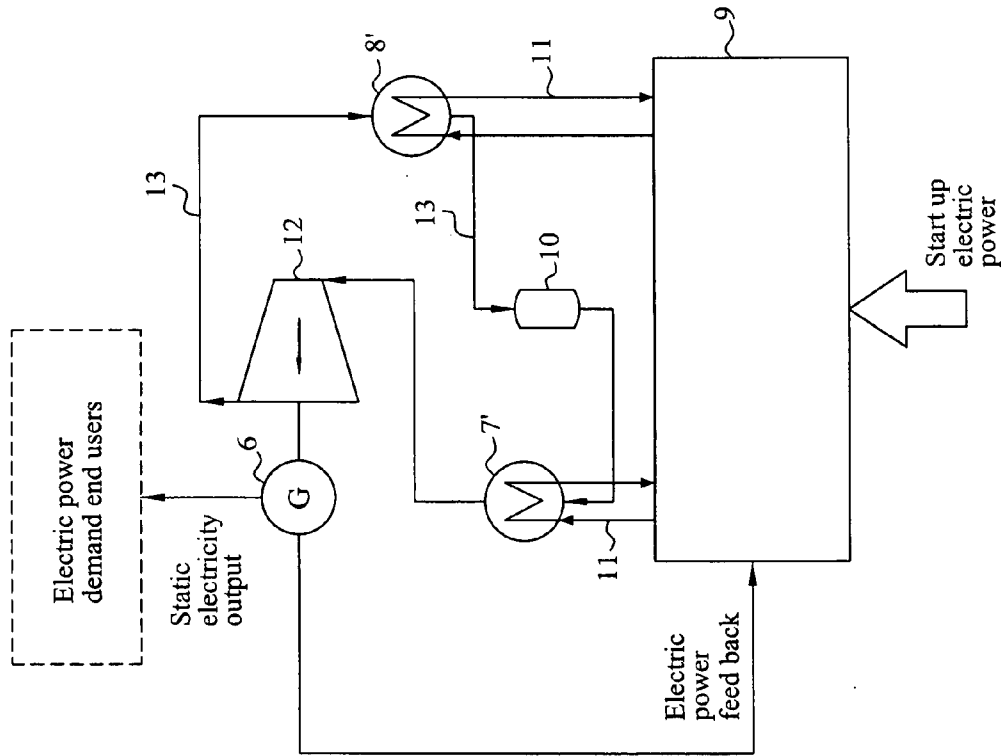 Electric power
demand end users
Static
electricity
output
6
G
12
13
8'
11
13
10
7'
11
9
Electric
power
feed back
Start up
electric
power